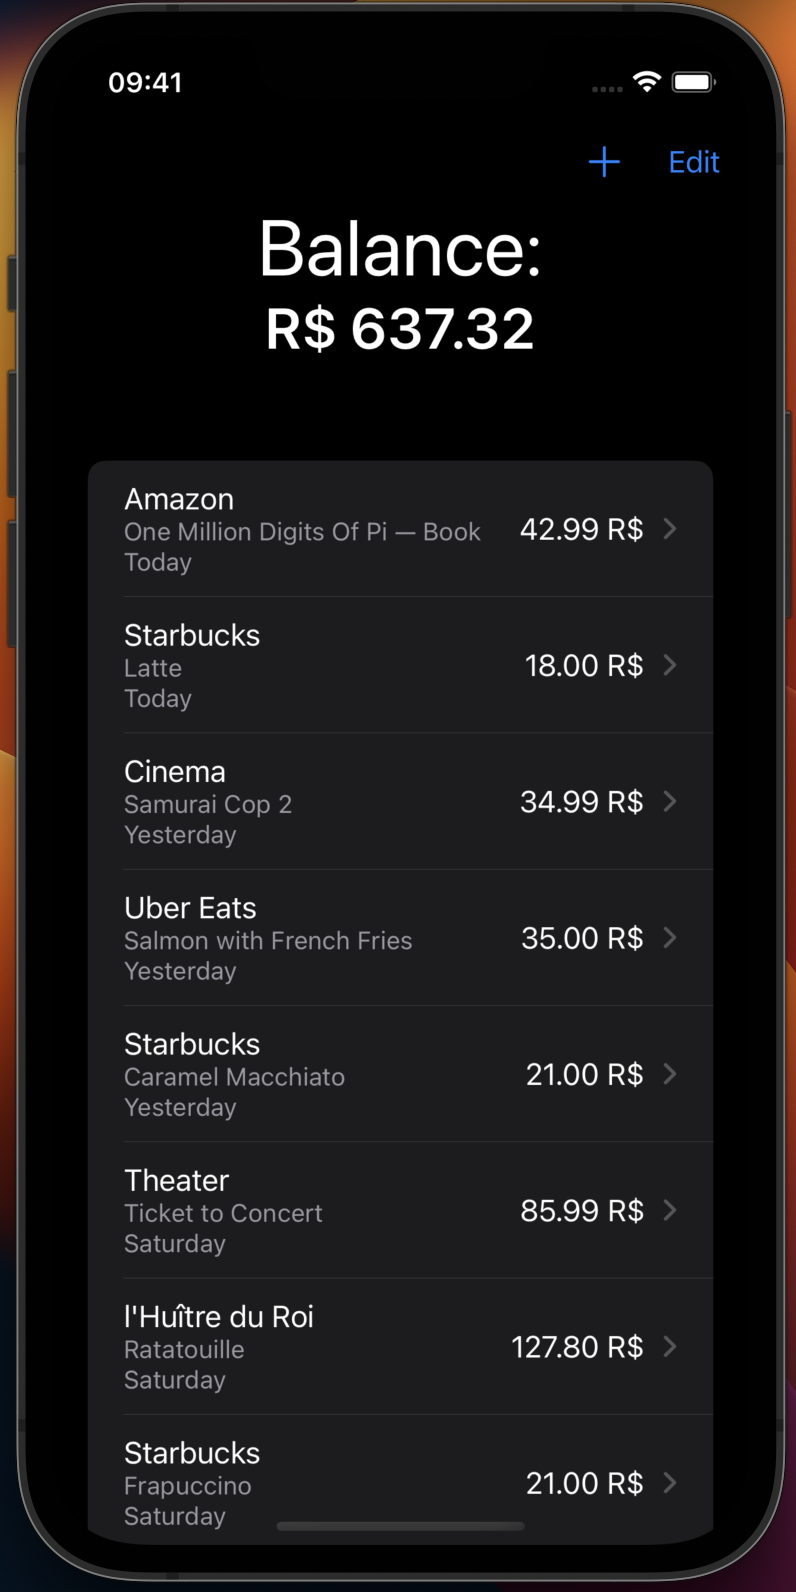 09:41
Edit
Balance:
R$ 637.32
Amazon
One Million Digits Of Pi — Book
Today
42.99 R$
Starbucks
Latte
Today
18.00 R$
Cinema
Samurai Cop 2
Yesterday
34.99 R$
Uber Eats
Salmon with French Fries
Yesterday
35.00 R$
Starbucks
Caramel Macchiato
Yesterday
21.00 R$
Theater
Ticket to Concert
Saturday
85.99 R$
l'Huître du Roi
Ratatouille
Saturday
127.80 R$
Starbucks
Frapuccino
Saturday
21.00 R$